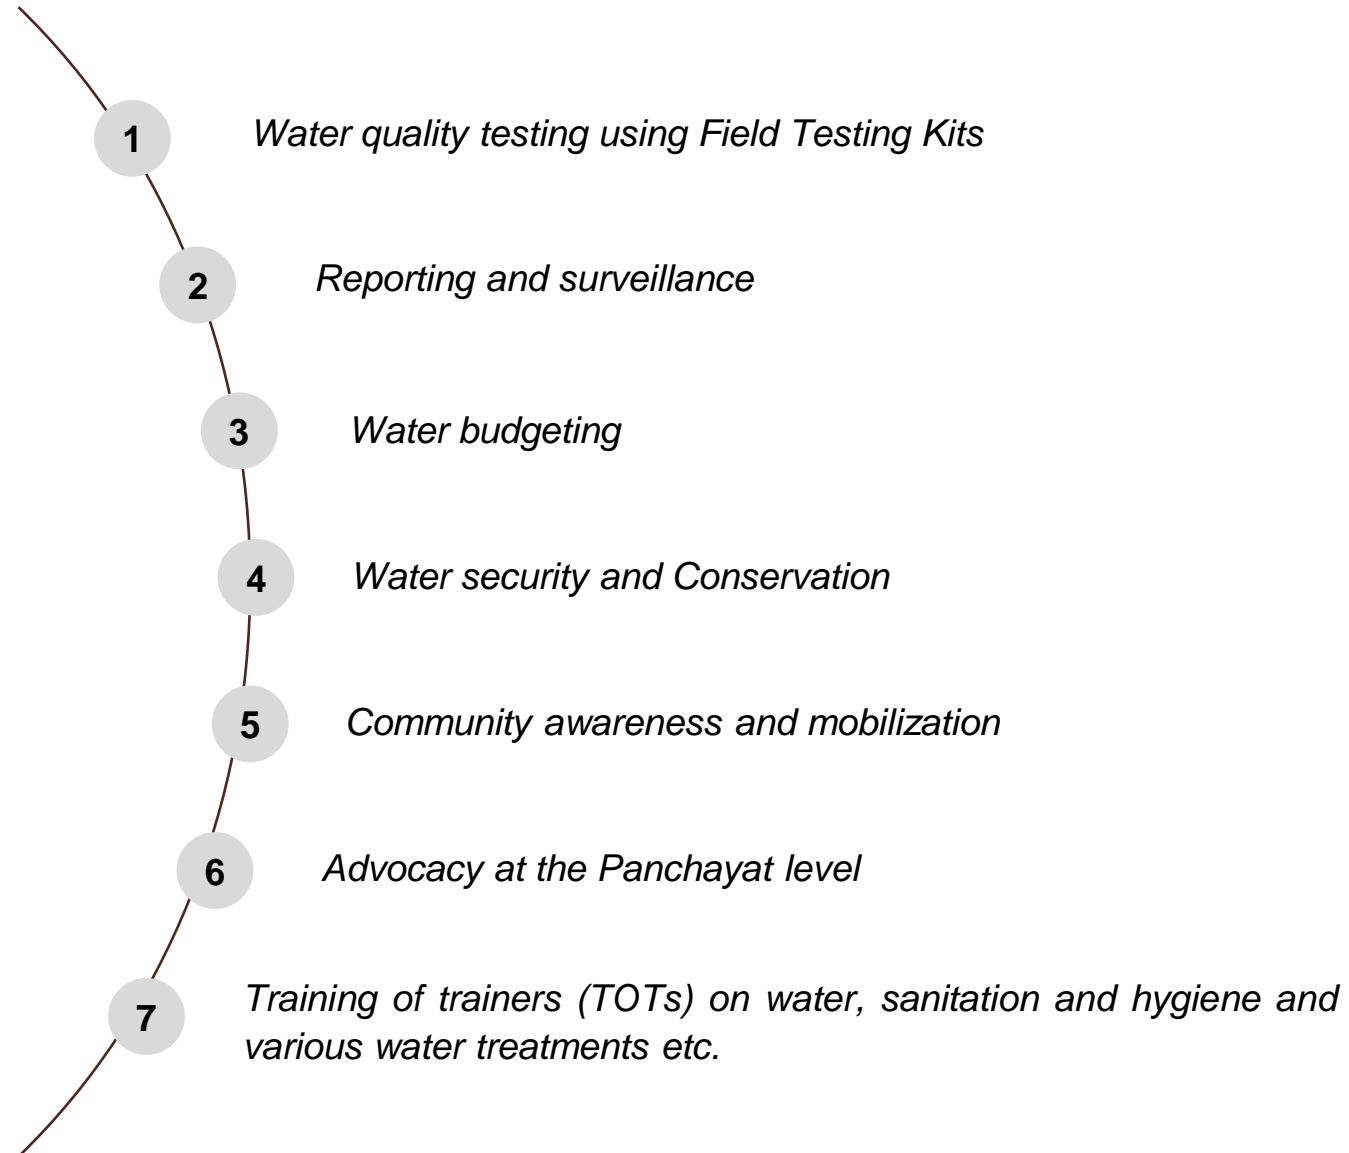 1 Water quality testing using Field Testing Kits
2 Reporting and surveillance
3 Water budgeting
4 Water security and Conservation
5 Community awareness and mobilization
6 Advocacy at the Panchayat level
7 Training of trainers (TOTs) on water, sanitation and hygiene and
various water treatments etc.